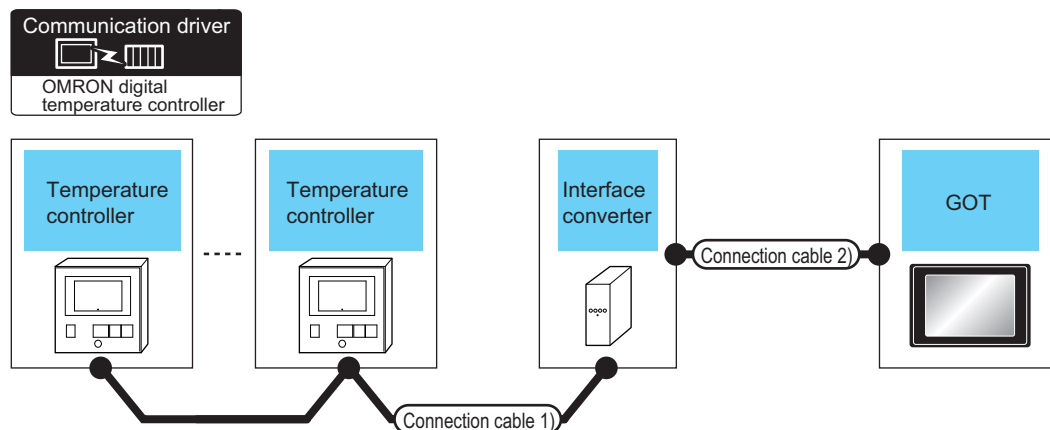 Communication driver
OMRON digital
temperature controller
Temperature
controller
Temperature
controller
Interface
converter
GOT
Connection cable 2)
Connection cable 1)